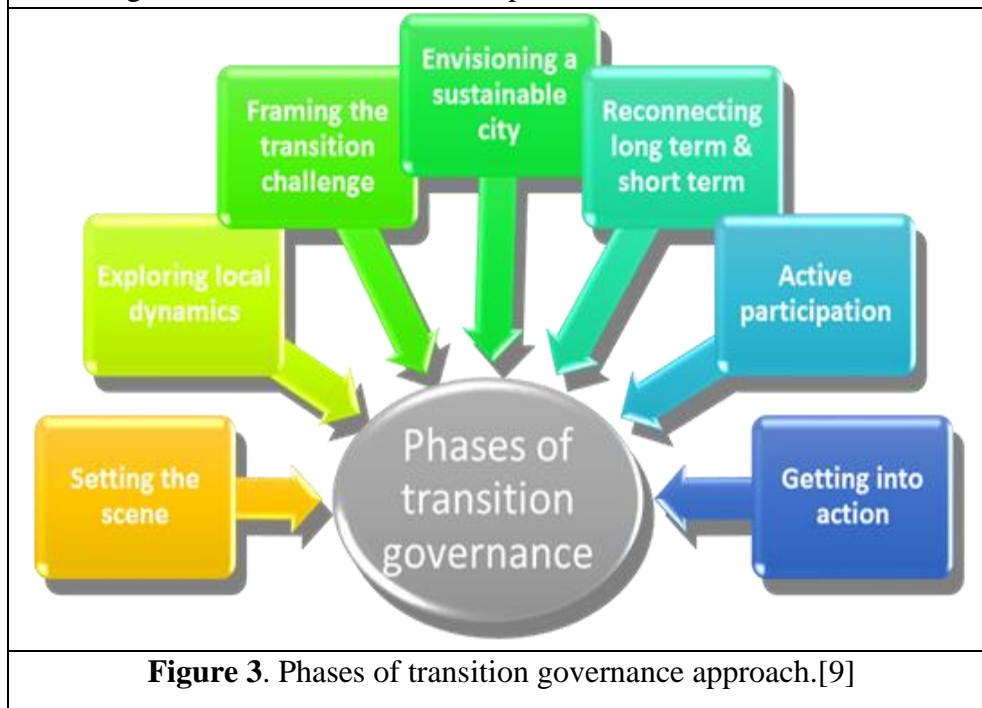 Setting the
scene
Exploring local
dynamics
Framing the
transition
challenge
Envisioning a
sustainable
city
Reconnecting
long term &
short term
Active
participation
Getting into
action
Phases of
transition
governance
Figure 3. Phases of transition governance approach.[9]